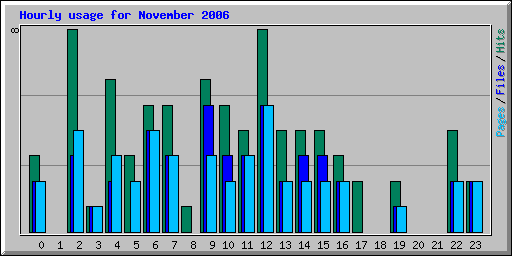 Hourly usage for November 2006
8
Pages/Files/Hits
0 1 2 3 4 5 6 7 8 9 10 11 12 13 14 15 16 17 18 19 20 21 22 23